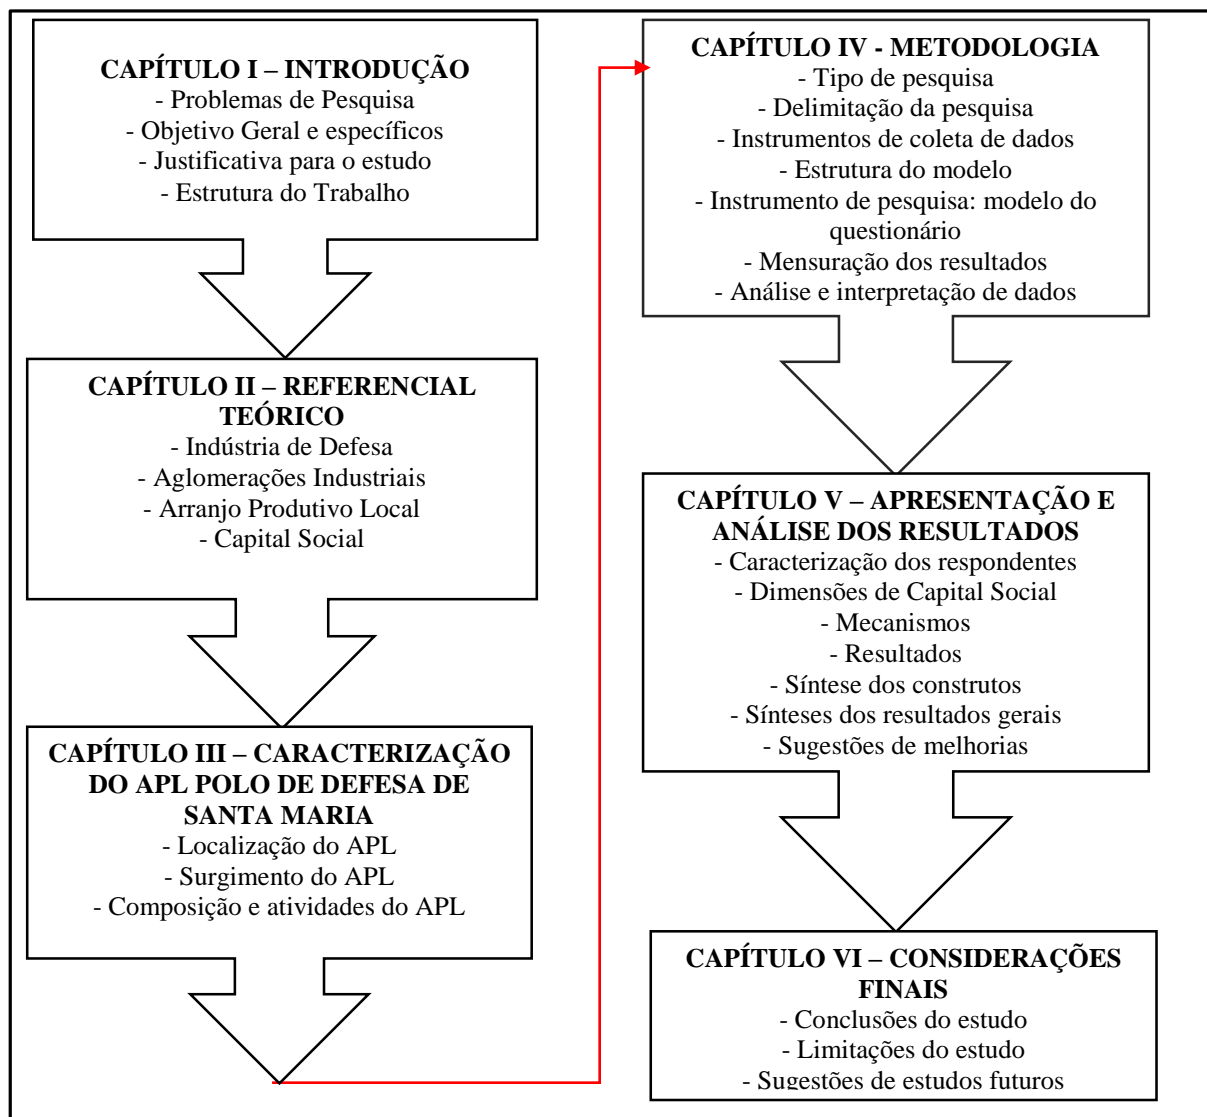 CAPÍTULO I – INTRODUÇÃO
- Problemas de Pesquisa
- Objetivo Geral e específicos
- Justificativa para o estudo
- Estrutura do Trabalho
CAPÍTULO II – REFERENCIAL
TEÓRICO
- Indústria de Defesa
- Aglomerações Industriais
- Arranjo Produtivo Local
- Capital Social
CAPÍTULO III – CARACTERIZAÇÃO
DO APL POLO DE DEFESA DE
SANTA MARIA
- Localização do APL
- Surgimento do APL
- Composição e atividades do APL
CAPÍTULO IV - METODOLOGIA
- Tipo de pesquisa
- Delimitação da pesquisa
- Instrumentos de coleta de dados
- Estrutura do modelo
- Instrumento de pesquisa: modelo do
questionário
- Mensuração dos resultados
- Análise e interpretação de dados
CAPÍTULO V – APRESENTAÇÃO E
ANÁLISE DOS RESULTADOS
- Caracterização dos respondentes
- Dimensões de Capital Social
- Mecanismos
- Resultados
- Síntese dos construtos
- Sínteses dos resultados gerais
- Sugestões de melhorias
CAPÍTULO VI – CONSIDERAÇÕES
FINAIS
- Conclusões do estudo
- Limitações do estudo
- Sugestões de estudos futuros